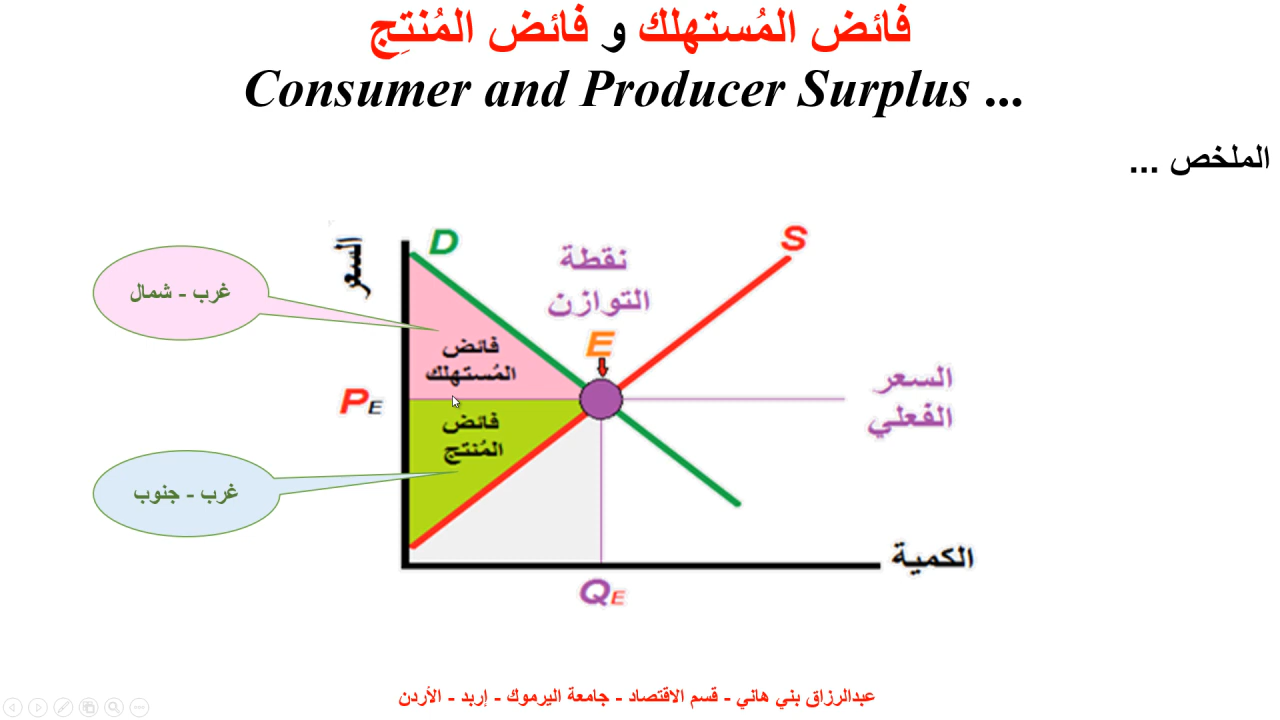 فائض المُستهلك و فائض المُنتِج
Consumer and Producer Surplus ...
الملخص ...
السعر
D
S
نقطة
التوازن
غرب - شمال
E
فائض
المُستهلك
السعر
الفعلي
PE
فائض
المُنتج
غرب - جنوب
الكمية
QE
عبدالرزاق بني هاني - قسم الاقتصاد - جامعة اليرموك - إربد - الأردن